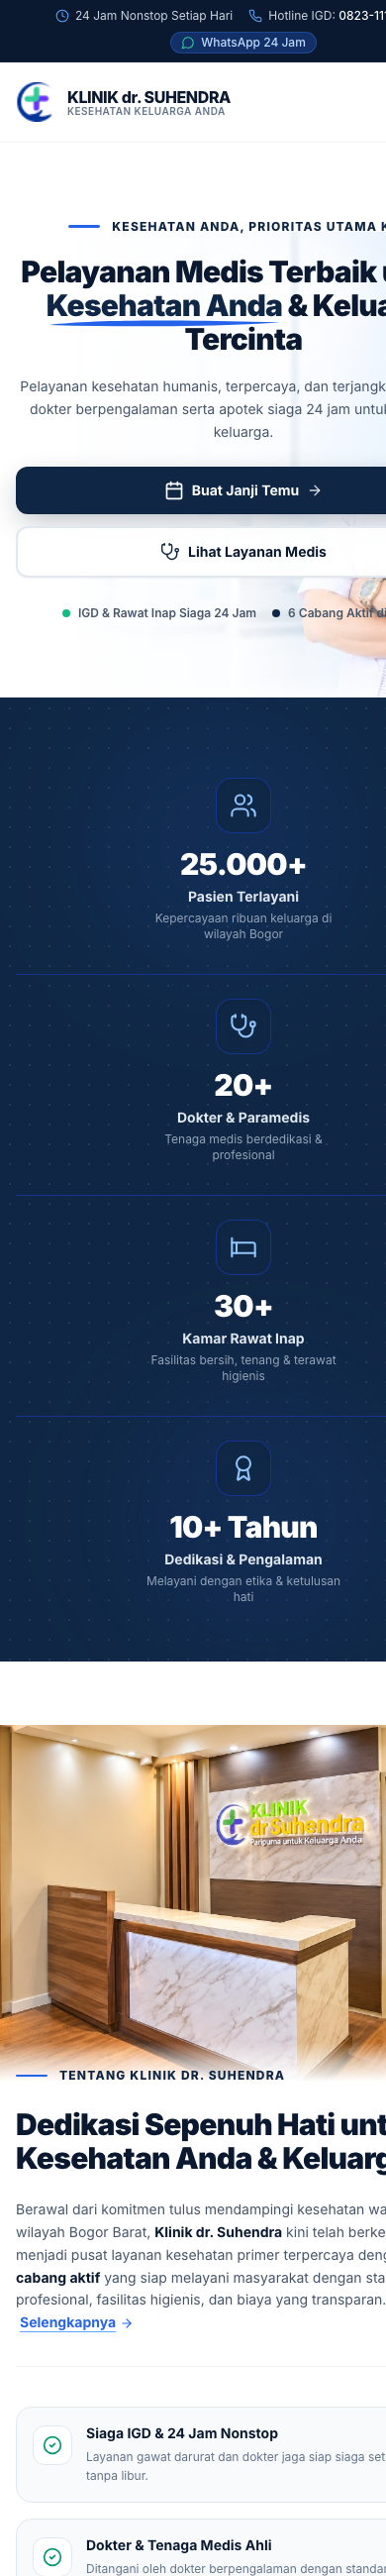 24 Jam Nonstop Setiap Hari Hotline IGD: 0823-11
WhatsApp 24 Jam
KLINIK dr. SUHENDRA
KESEHATAN KELUARGA ANDA
KESEHATAN ANDA, PRIORITAS UTAMA K
Pelayanan Medis Terbaik
Kesehatan Anda & Kelua
Tercinta
Pelayanan kesehatan humanis, terpercaya, dan terjangk
dokter berpengalaman serta apotek siaga 24 jam untuk
keluarga.
Buat Janji Temu
Lihat Layanan Medis
IGD & Rawat Inap Siaga 24 Jam 6 Cabang Aktif di
25.000+
Pasien Terlayani
Kepercayaan ribuan keluarga di
wilayah Bogor
20+
Dokter & Paramedis
Tenaga medis berdedikasi &
profesional
30+
Kamar Rawat Inap
Fasilitas bersih, tenang & terawat
higienis
10+ Tahun
Dedikasi & Pengalaman
Melayani dengan etika & ketulusan
hati
KLINIK
dr Suhendra
Paripurna untuk Keluarga Anda
TENTANG KLINIK DR. SUHENDRA
Dedikasi Sepenuh Hati unt
Kesehatan Anda & Keluarg
Berawal dari komitmen tulus mendampingi kesehatan wa
wilayah Bogor Barat, Klinik dr. Suhendra kini telah berke
menjadi pusat layanan kesehatan primer terpercaya deng
cabang aktif yang siap melayani masyarakat dengan sta
profesional, fasilitas higienis, dan biaya yang transparan.
Selengkapnya
Siaga IGD & 24 Jam Nonstop
Layanan gawat darurat dan dokter jaga siap siaga set
tanpa libur.
Dokter & Tenaga Medis Ahli
Ditangani oleh dokter berpengalaman dengan standar